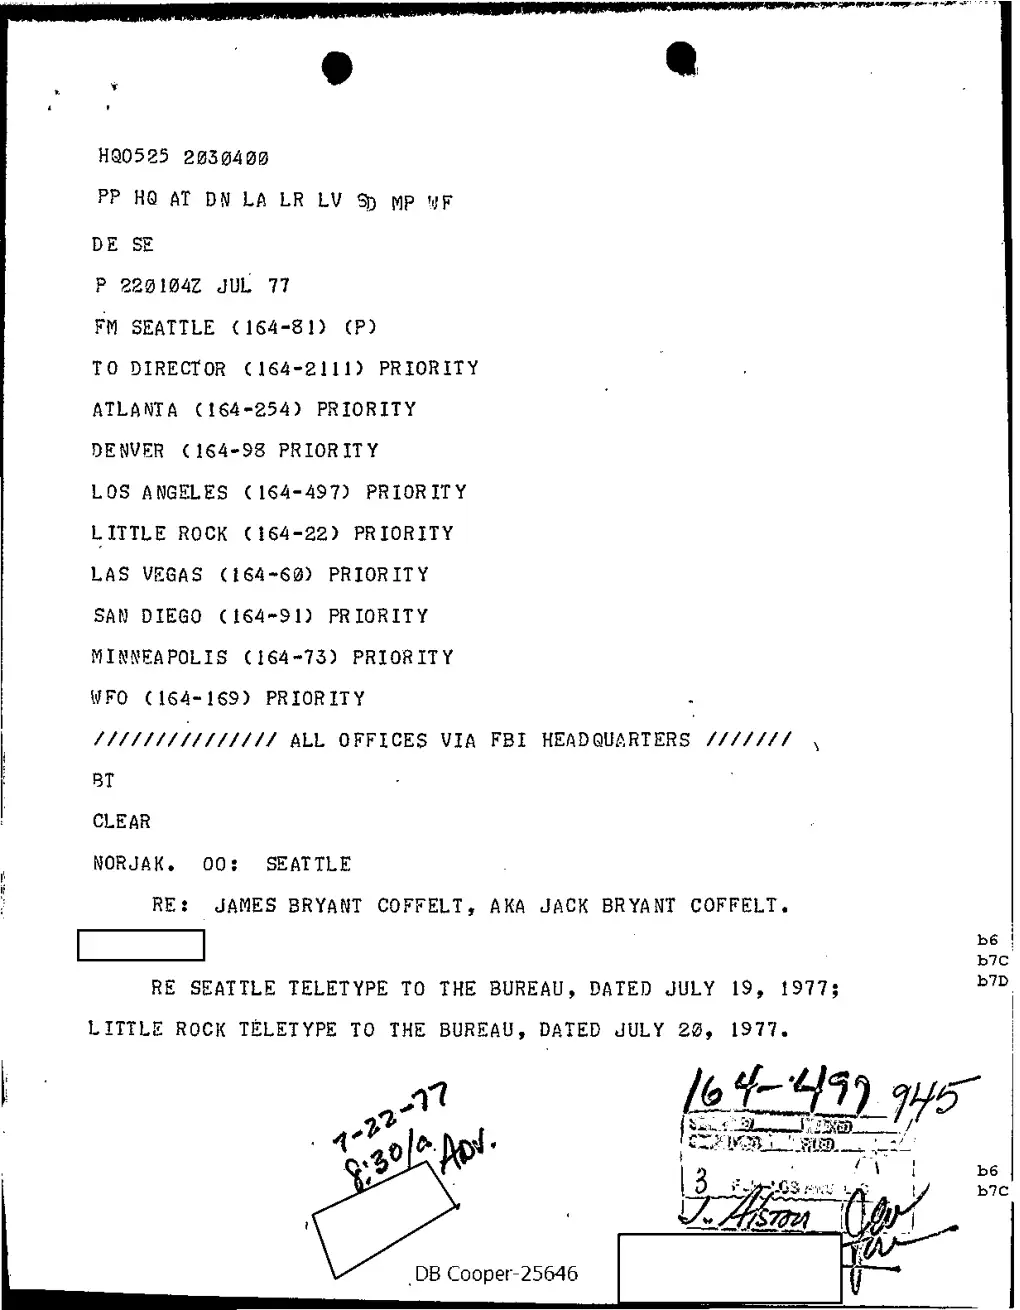 HQ0525 2030400
PP HQ AT DN LA LR LV SD MP WF
DE SE
P 220104Z JUL 77
FM SEATTLE (164-81) (P)
TO DIRECTOR (164-2111) PRIORITY
ATLANTA (164-254) PRIORITY
DENVER (164-98 PRIORITY
LOS ANGELES (164-497) PRIORITY
LITTLE ROCK (164-22) PRIORITY
LAS VEGAS (164-60) PRIORITY
SAN DIEGO (164-91) PRIORITY
MINNEAPOLIS (164-73) PRIORITY
WFO (164-169) PRIORITY
/////////////// ALL OFFICES VIA FBI HEADQUARTERS ///////
BT
CLEAR
NORJAK. OO: SEATTLE
RE: JAMES BRYANT COFFELT, AKA JACK BRYANT COFFELT.
b6
b7C
b7D
RE SEATTLE TELETYPE TO THE BUREAU, DATED JULY 19, 1977;
LITTLE ROCK TELETYPE TO THE BUREAU, DATED JULY 20, 1977.
164-497 945
7-22-77
8:30/a ADV.
3
b6
b7C
DB Cooper-25646